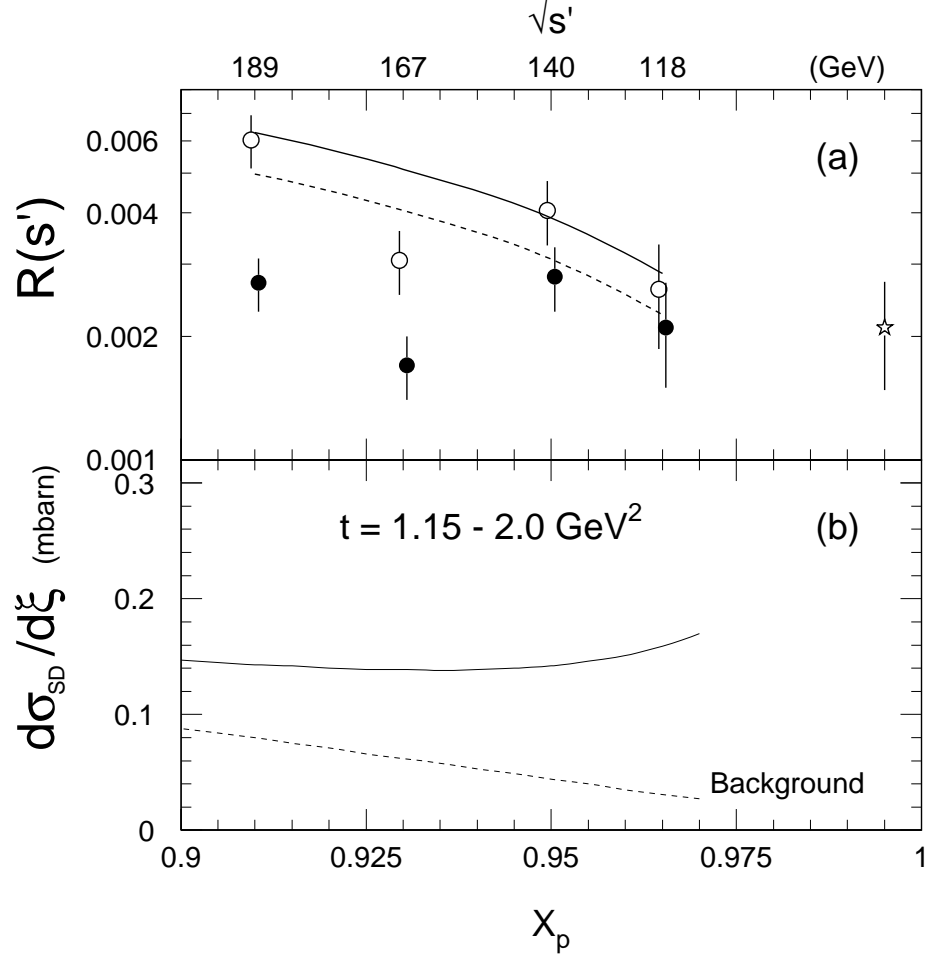 √s'
189 167 140 118 (GeV)
(a)
0.006
0.004
0.002
0.001
R(s')
t = 1.15 - 2.0 GeV²
(b)
0.3
0.2
0.1
0
dσSD/dξ (mbarn)
Background
0.9 0.925 0.95 0.975 1
Xp